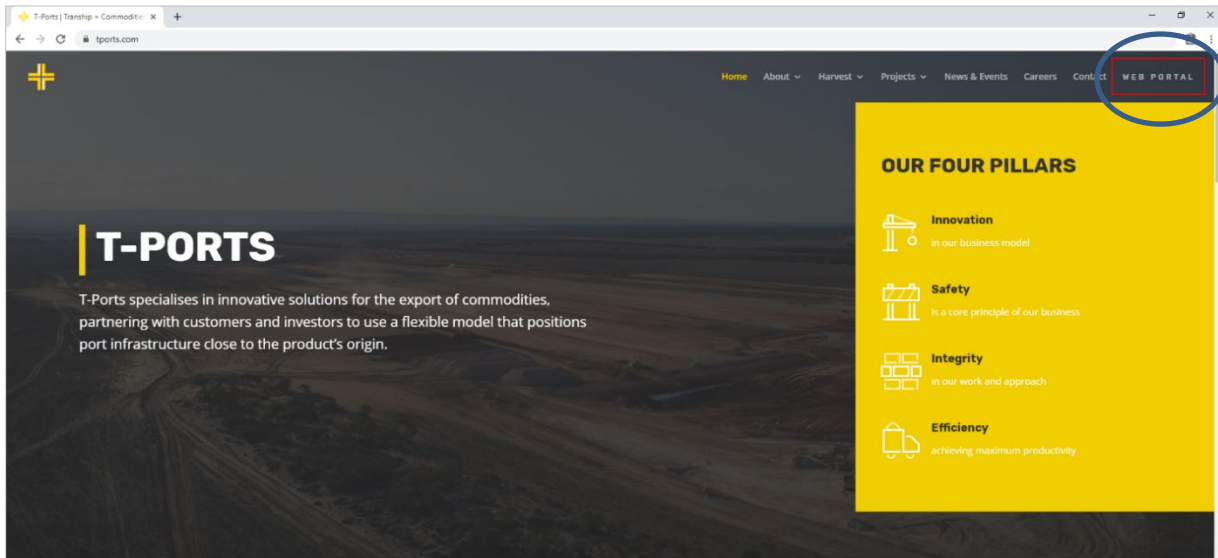 T-Ports | Tranship + Commoditie
tports.com
Home About Harvest Projects News & Events Careers Contact WEB PORTAL
T-PORTS
T-Ports specialises in innovative solutions for the export of commodities,
partnering with customers and investors to use a flexible model that positions
port infrastructure close to the product's origin.
OUR FOUR PILLARS
Innovation
in our business model
Safety
is a core principle of our business
Integrity
in our work and approach
Efficiency
achieving maximum productivity